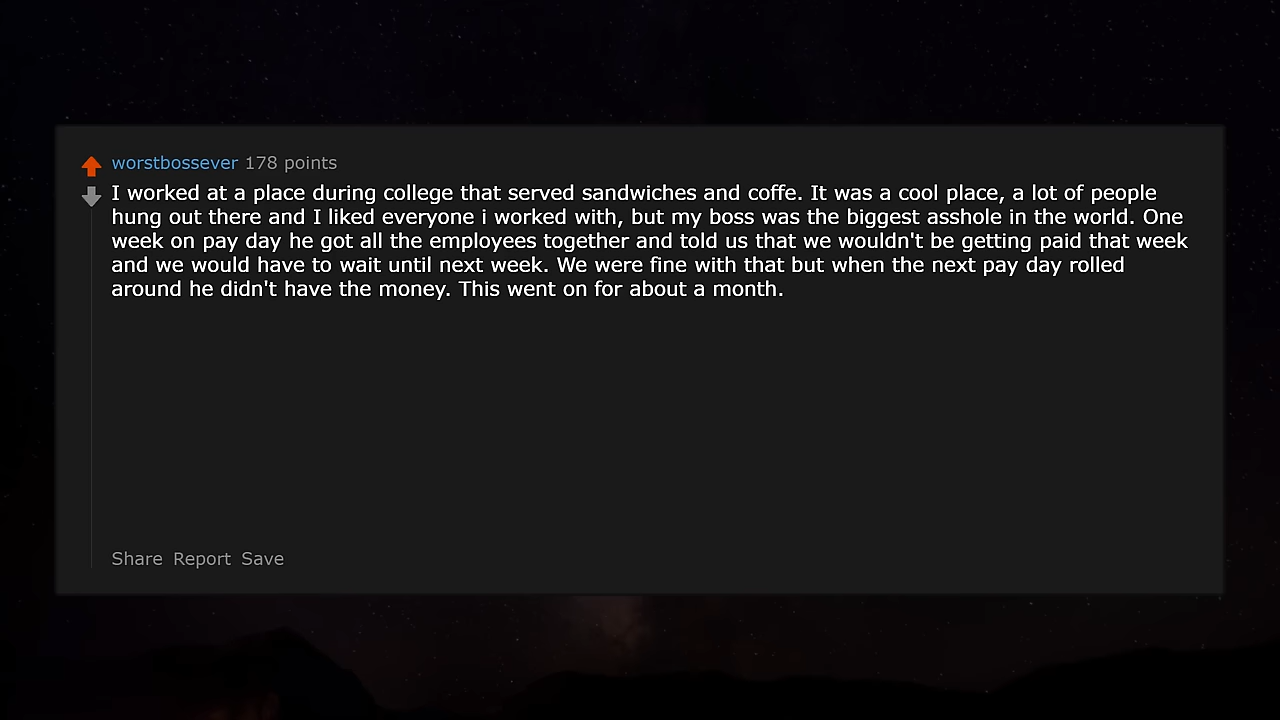 worstbossever 178 points
I worked at a place during college that served sandwiches and coffe. It was a cool place, a lot of people
hung out there and I liked everyone i worked with, but my boss was the biggest asshole in the world. One
week on pay day he got all the employees together and told us that we wouldn't be getting paid that week
and we would have to wait until next week. We were fine with that but when the next pay day rolled
around he didn't have the money. This went on for about a month.
Share Report Save